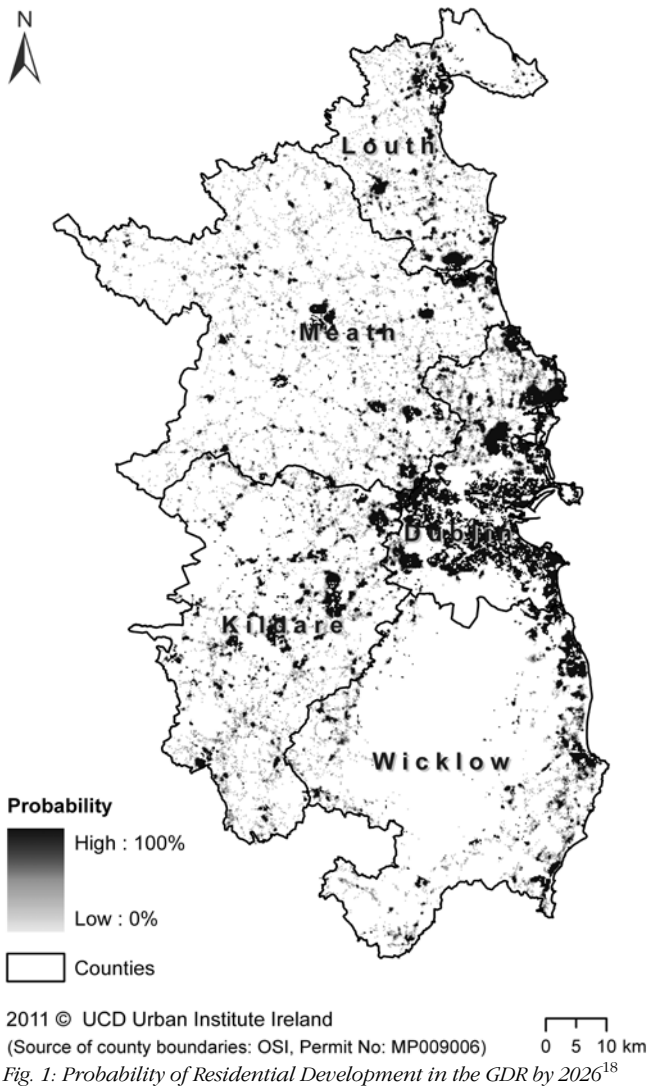 N
Louth
Meath
Dublin
Kildare
Wicklow
Probability
High : 100%
Low : 0%
Counties
2011 © UCD Urban Institute Ireland
(Source of county boundaries: OSI, Permit No: MP009006)
0 5 10 km
Fig. 1: Probability of Residential Development in the GDR by 2026¹⁸